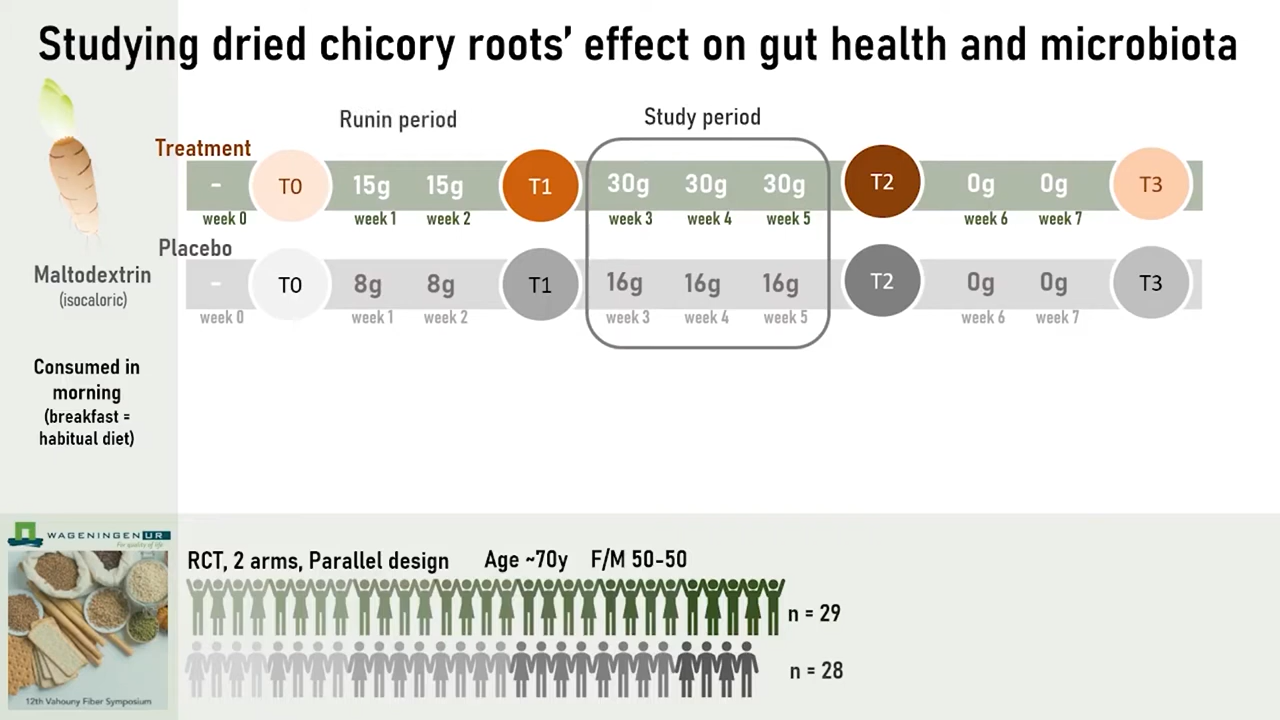 Studying dried chicory roots’ effect on gut health and microbiota
Runin period
Study period
Treatment
- T0 15g 15g T1 30g 30g 30g T2 0g 0g T3
week 0 week 1 week 2 week 3 week 4 week 5 week 6 week 7
Placebo
Maltodextrin
(isocaloric)
- T0 8g 8g T1 16g 16g 16g T2 0g 0g T3
week 0 week 1 week 2 week 3 week 4 week 5 week 6 week 7
Consumed in
morning
(breakfast =
habitual diet)
WAGENINGEN UR
For quality of life
12th Vahouny Fiber Symposium
RCT, 2 arms, Parallel design Age ~70y F/M 50-50
n = 29
n = 28